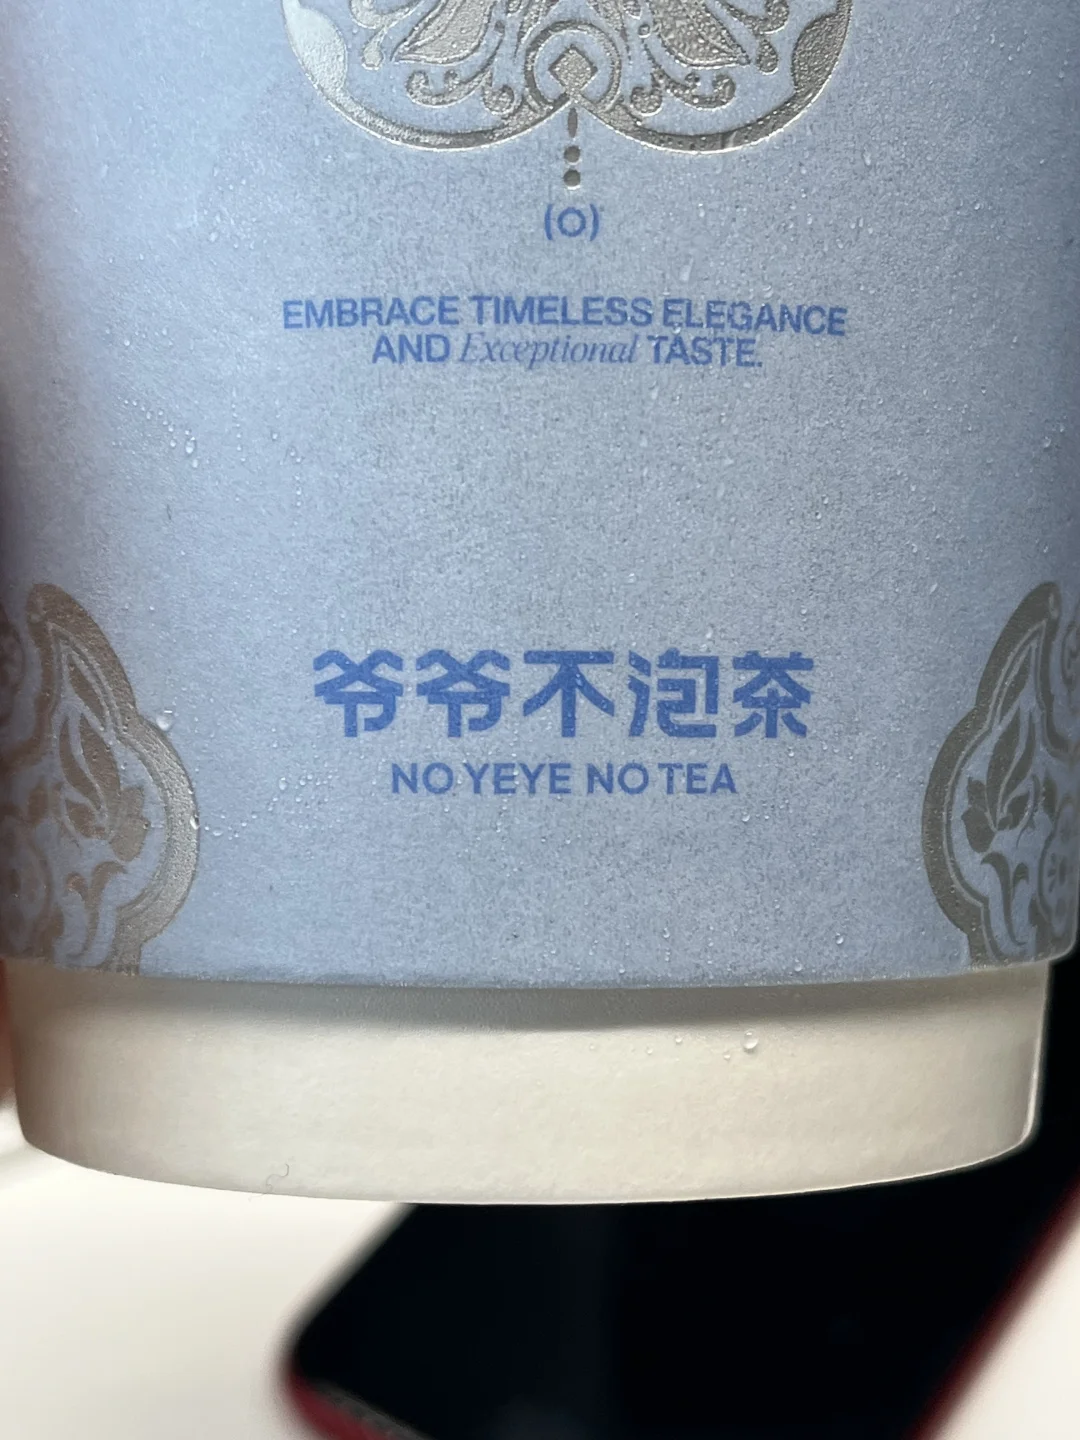 (O)
EMBRACE TIMELESS ELEGANCE
AND Exceptional TASTE.
爷爷不泡茶
NO YEYE NO TEA